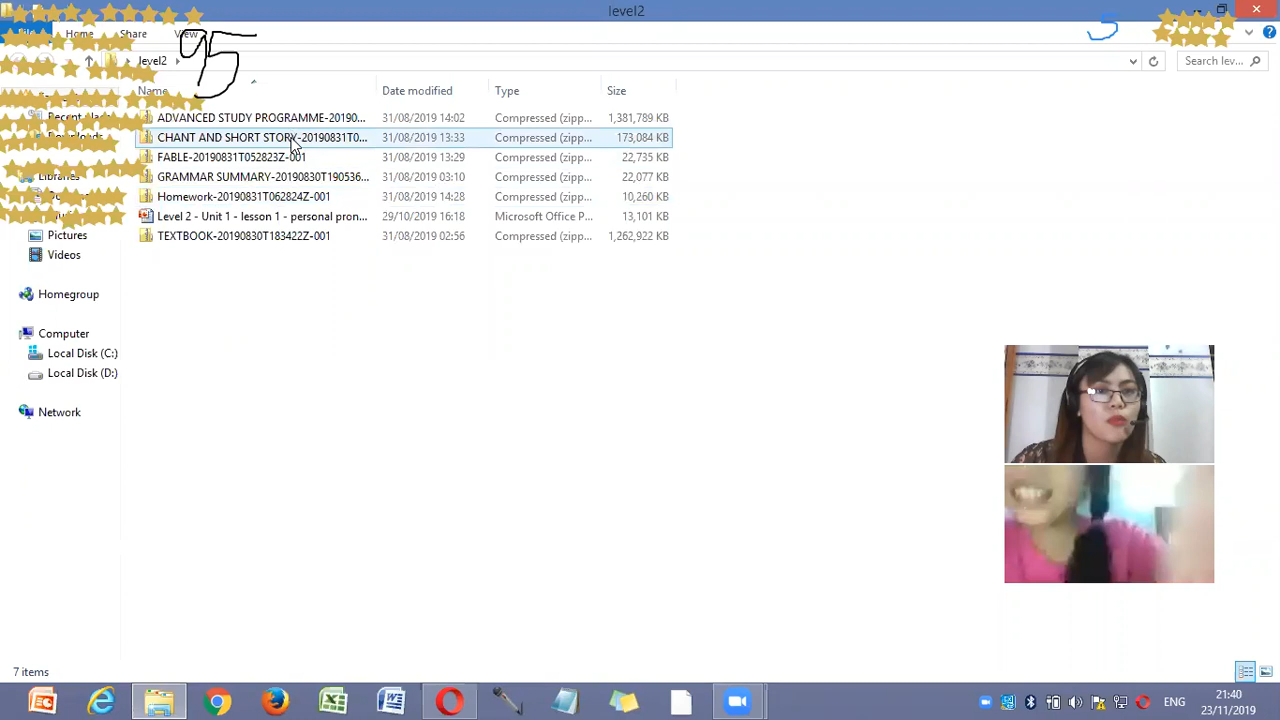 level2
Home Share View
level2
Search lev...
Name Date modified Type Size
ADVANCED STUDY PROGRAMME-20190... 31/08/2019 14:02 Compressed (zipp... 1,381,789 KB
CHANT AND SHORT STORY-20190831T0... 31/08/2019 13:33 Compressed (zipp... 173,084 KB
FABLE-20190831T052823Z-001 31/08/2019 13:29 Compressed (zipp... 22,735 KB
GRAMMAR SUMMARY-20190830T190536... 31/08/2019 03:10 Compressed (zipp... 22,077 KB
Homework-20190831T062824Z-001 31/08/2019 14:28 Compressed (zipp... 10,260 KB
Level 2 - Unit 1 - lesson 1 - personal pron... 29/10/2019 16:18 Microsoft Office P... 13,101 KB
TEXTBOOK-20190830T183422Z-001 31/08/2019 02:56 Compressed (zipp... 1,262,922 KB
95
Pictures
Videos
Homegroup
Computer
Local Disk (C:)
Local Disk (D:)
Network
7 items
ENG
21:40
23/11/2019